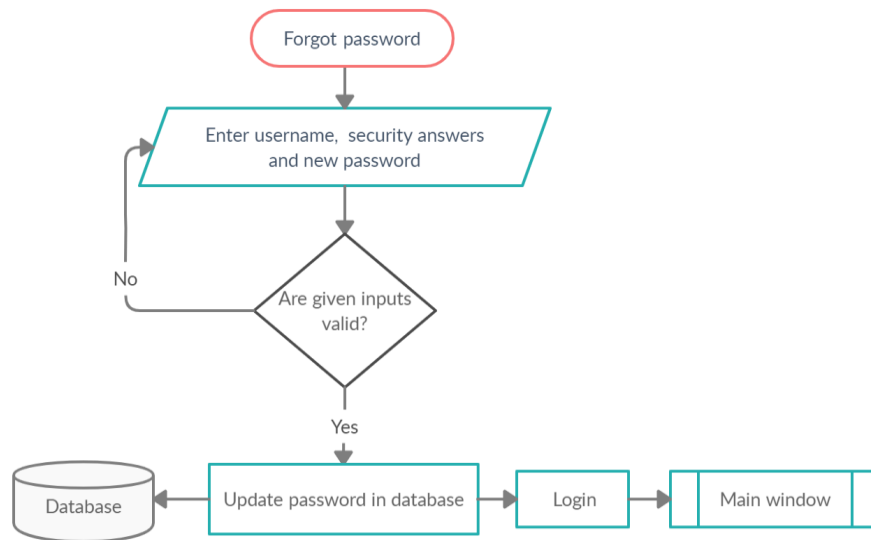 Forgot password
Enter username, security answers
and new password
No
Are given inputs
valid?
Yes
Database
Update password in database
Login
Main window